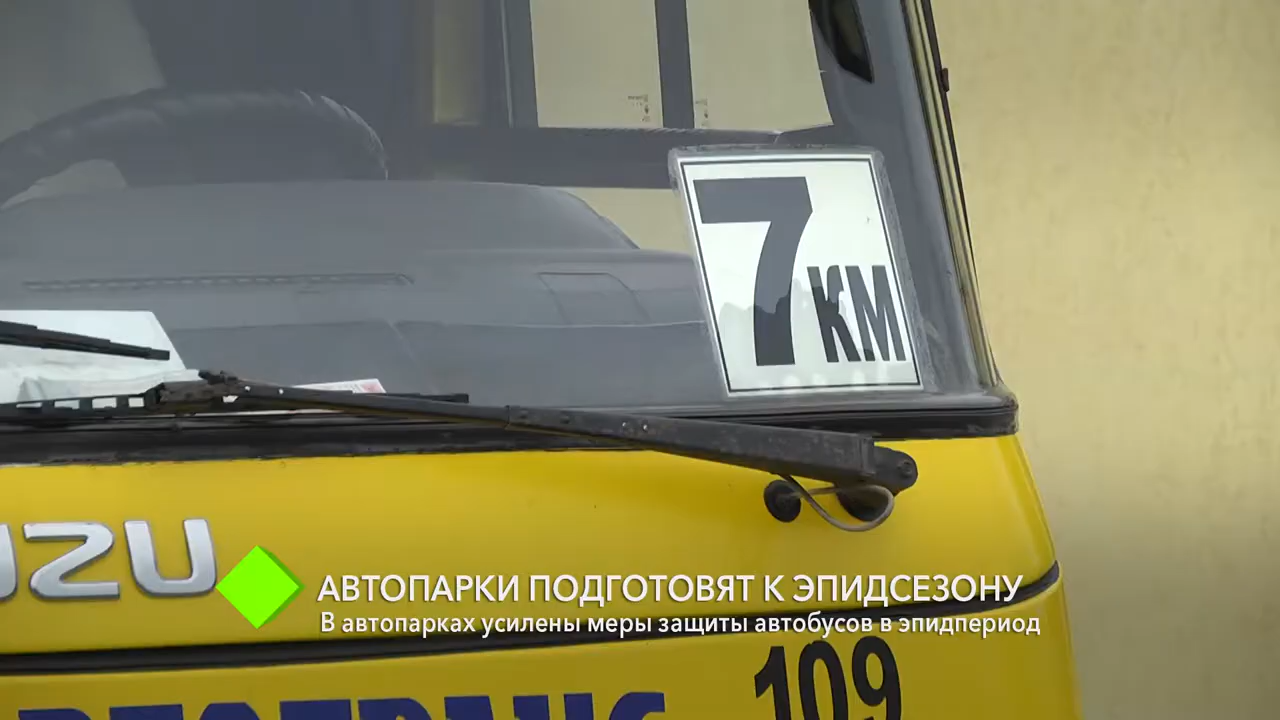 7 КМ
UZU
АВТОПАРКИ ПОДГОТОВЯТ К ЭПИДСЕЗОНУ
В автопарках усилены меры защиты автобусов в эпидпериод
109